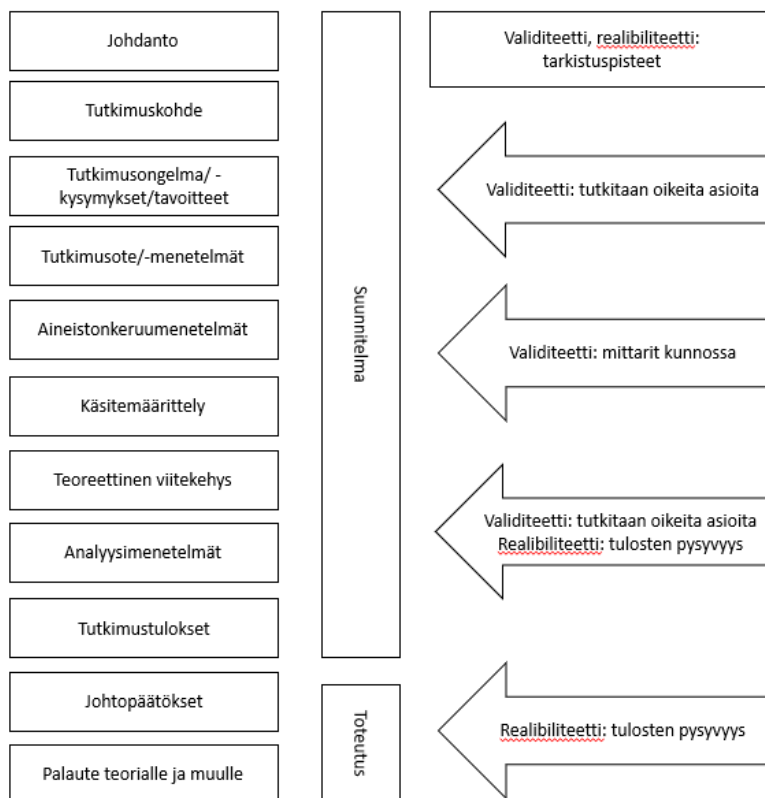 Johdanto
Tutkimuskohde
Tutkimusongelma/ -
kysymykset/tavoitteet
Tutkimusote/-menetelmät
Aineistonkeruumenetelmät
Käsitemäärittely
Teoreettinen viitekehys
Analyysimenetelmät
Tutkimustulokset
Johtopäätökset
Palaute teorialle ja muulle
Suunnitelma
Toteutus
Validiteetti, realibiliteetti:
tarkistuspisteet
Validiteetti: tutkitaan oikeita asioita
Validiteetti: mittarit kunnossa
Validiteetti: tutkitaan oikeita asioita
Realibiliteetti: tulosten pysyvyys
Realibiliteetti: tulosten pysyvyys